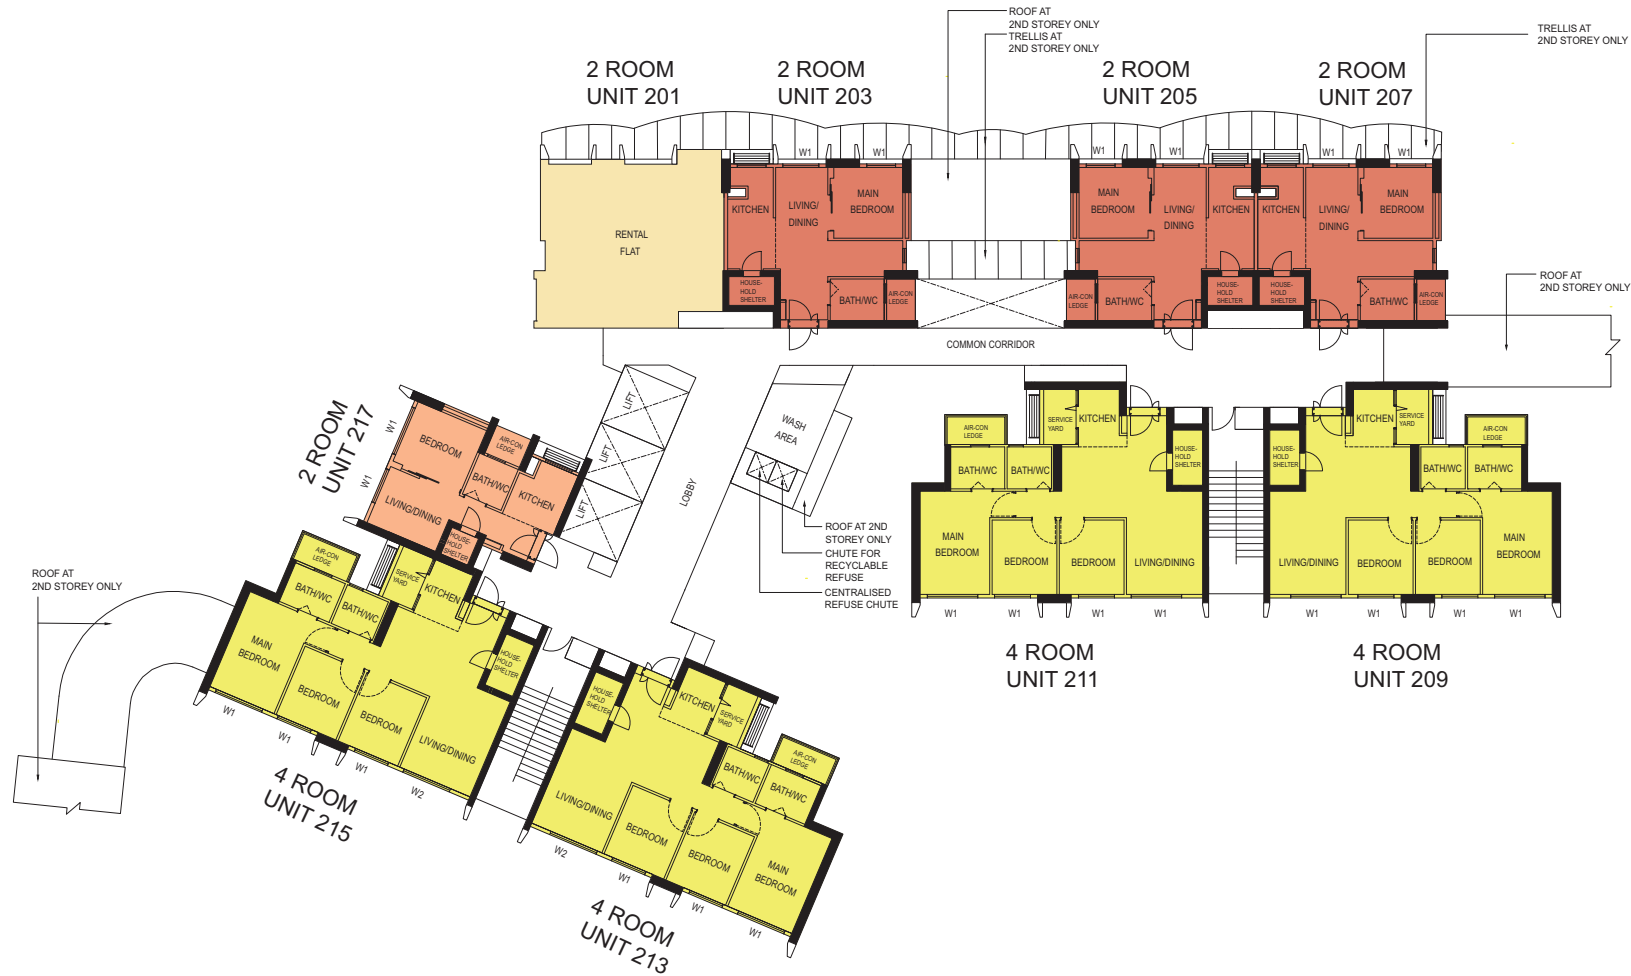 ROOF AT
2ND STOREY ONLY
TRELLIS AT
2ND STOREY ONLY
TRELLIS AT
2ND STOREY ONLY
2 ROOM
UNIT 201
2 ROOM
UNIT 203
2 ROOM
UNIT 205
2 ROOM
UNIT 207
W1
W1
W1
W1
W1
W1
RENTAL
FLAT
KITCHEN
LIVING/
DINING
MAIN
BEDROOM
HOUSE-
HOLD
SHELTER
BATH/WC
AIR-CON
LEDGE
MAIN
BEDROOM
LIVING/
DINING
KITCHEN
AIR-CON
LEDGE
BATH/WC
HOUSE-
HOLD
SHELTER
KITCHEN
LIVING/
DINING
MAIN
BEDROOM
HOUSE-
HOLD
SHELTER
BATH/WC
AIR-CON
LEDGE
ROOF AT
2ND STOREY ONLY
COMMON CORRIDOR
2 ROOM
UNIT 217
W1
W1
BEDROOM
AIR-CON
LEDGE
BATH/WC
KITCHEN
LIVING/DINING
HOUSE-
HOLD
SHELTER
LIFT
LIFT
LIFT
LOBBY
WASH
AREA
ROOF AT 2ND
STOREY ONLY
CHUTE FOR
RECYCLABLE
REFUSE
CENTRALISED
REFUSE CHUTE
AIR-CON
LEDGE
SERVICE
YARD
KITCHEN
BATH/WC
BATH/WC
HOUSE-
HOLD
SHELTER
MAIN
BEDROOM
BEDROOM
BEDROOM
LIVING/DINING
W1
W1
W1
W1
4 ROOM
UNIT 211
HOUSE-
HOLD
SHELTER
KITCHEN
SERVICE
YARD
AIR-CON
LEDGE
BATH/WC
BATH/WC
LIVING/DINING
BEDROOM
BEDROOM
MAIN
BEDROOM
W1
W1
W1
W1
4 ROOM
UNIT 209
ROOF AT
2ND STOREY ONLY
AIR-CON
LEDGE
SERVICE
YARD
KITCHEN
BATH/WC
BATH/WC
HOUSE-
HOLD
SHELTER
MAIN
BEDROOM
BEDROOM
BEDROOM
LIVING/DINING
W1
W1
W1
W2
4 ROOM
UNIT 215
HOUSE-
HOLD
SHELTER
KITCHEN
SERVICE
YARD
AIR-CON
LEDGE
BATH/WC
BATH/WC
LIVING/DINING
BEDROOM
BEDROOM
MAIN
BEDROOM
W2
W1
W1
W1
4 ROOM
UNIT 213